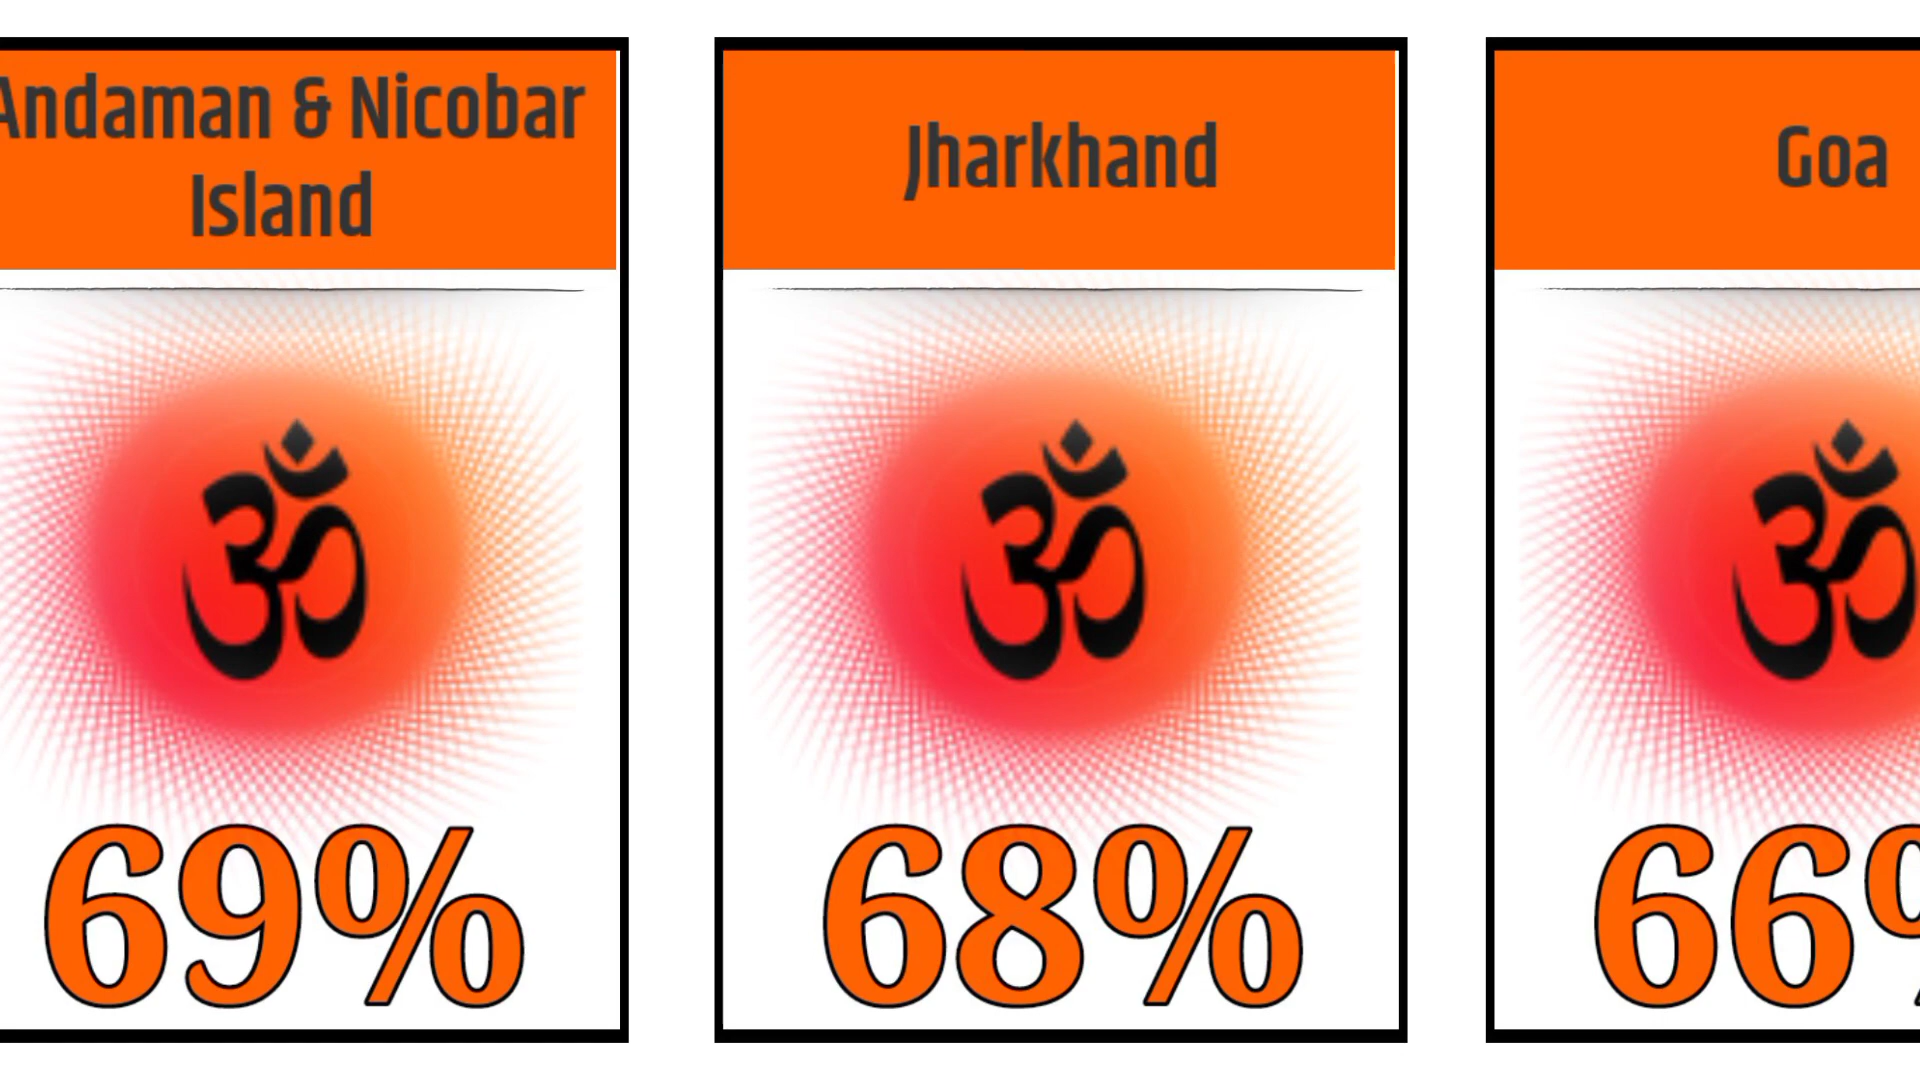 Andaman & Nicobar
Island
ॐ
69%
Jharkhand
ॐ
68%
Goa
ॐ
66%